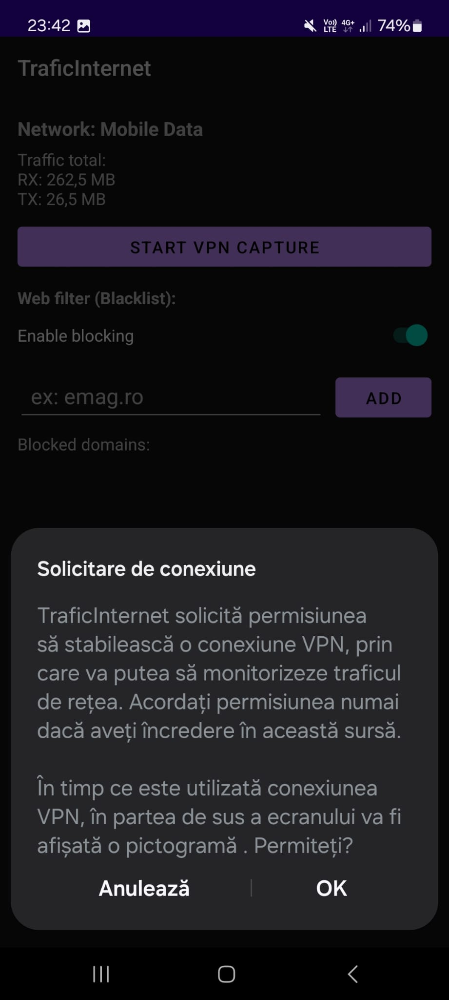 23:42
Vo)) LTE 4G+ 74%
TraficInternet
Network: Mobile Data
Traffic total:
RX: 262,5 MB
TX: 26,5 MB
START VPN CAPTURE
Web filter (Blacklist):
Enable blocking
ex: emag.ro
ADD
Blocked domains:
Solicitare de conexiune
TraficInternet solicită permisiunea
să stabilească o conexiune VPN, prin
care va putea să monitorizeze traficul
de rețea. Acordați permisiunea numai
dacă aveți încredere în această sursă.
În timp ce este utilizată conexiunea
VPN, în partea de sus a ecranului va fi
afișată o pictogramă . Permiteți?
Anulează
OK